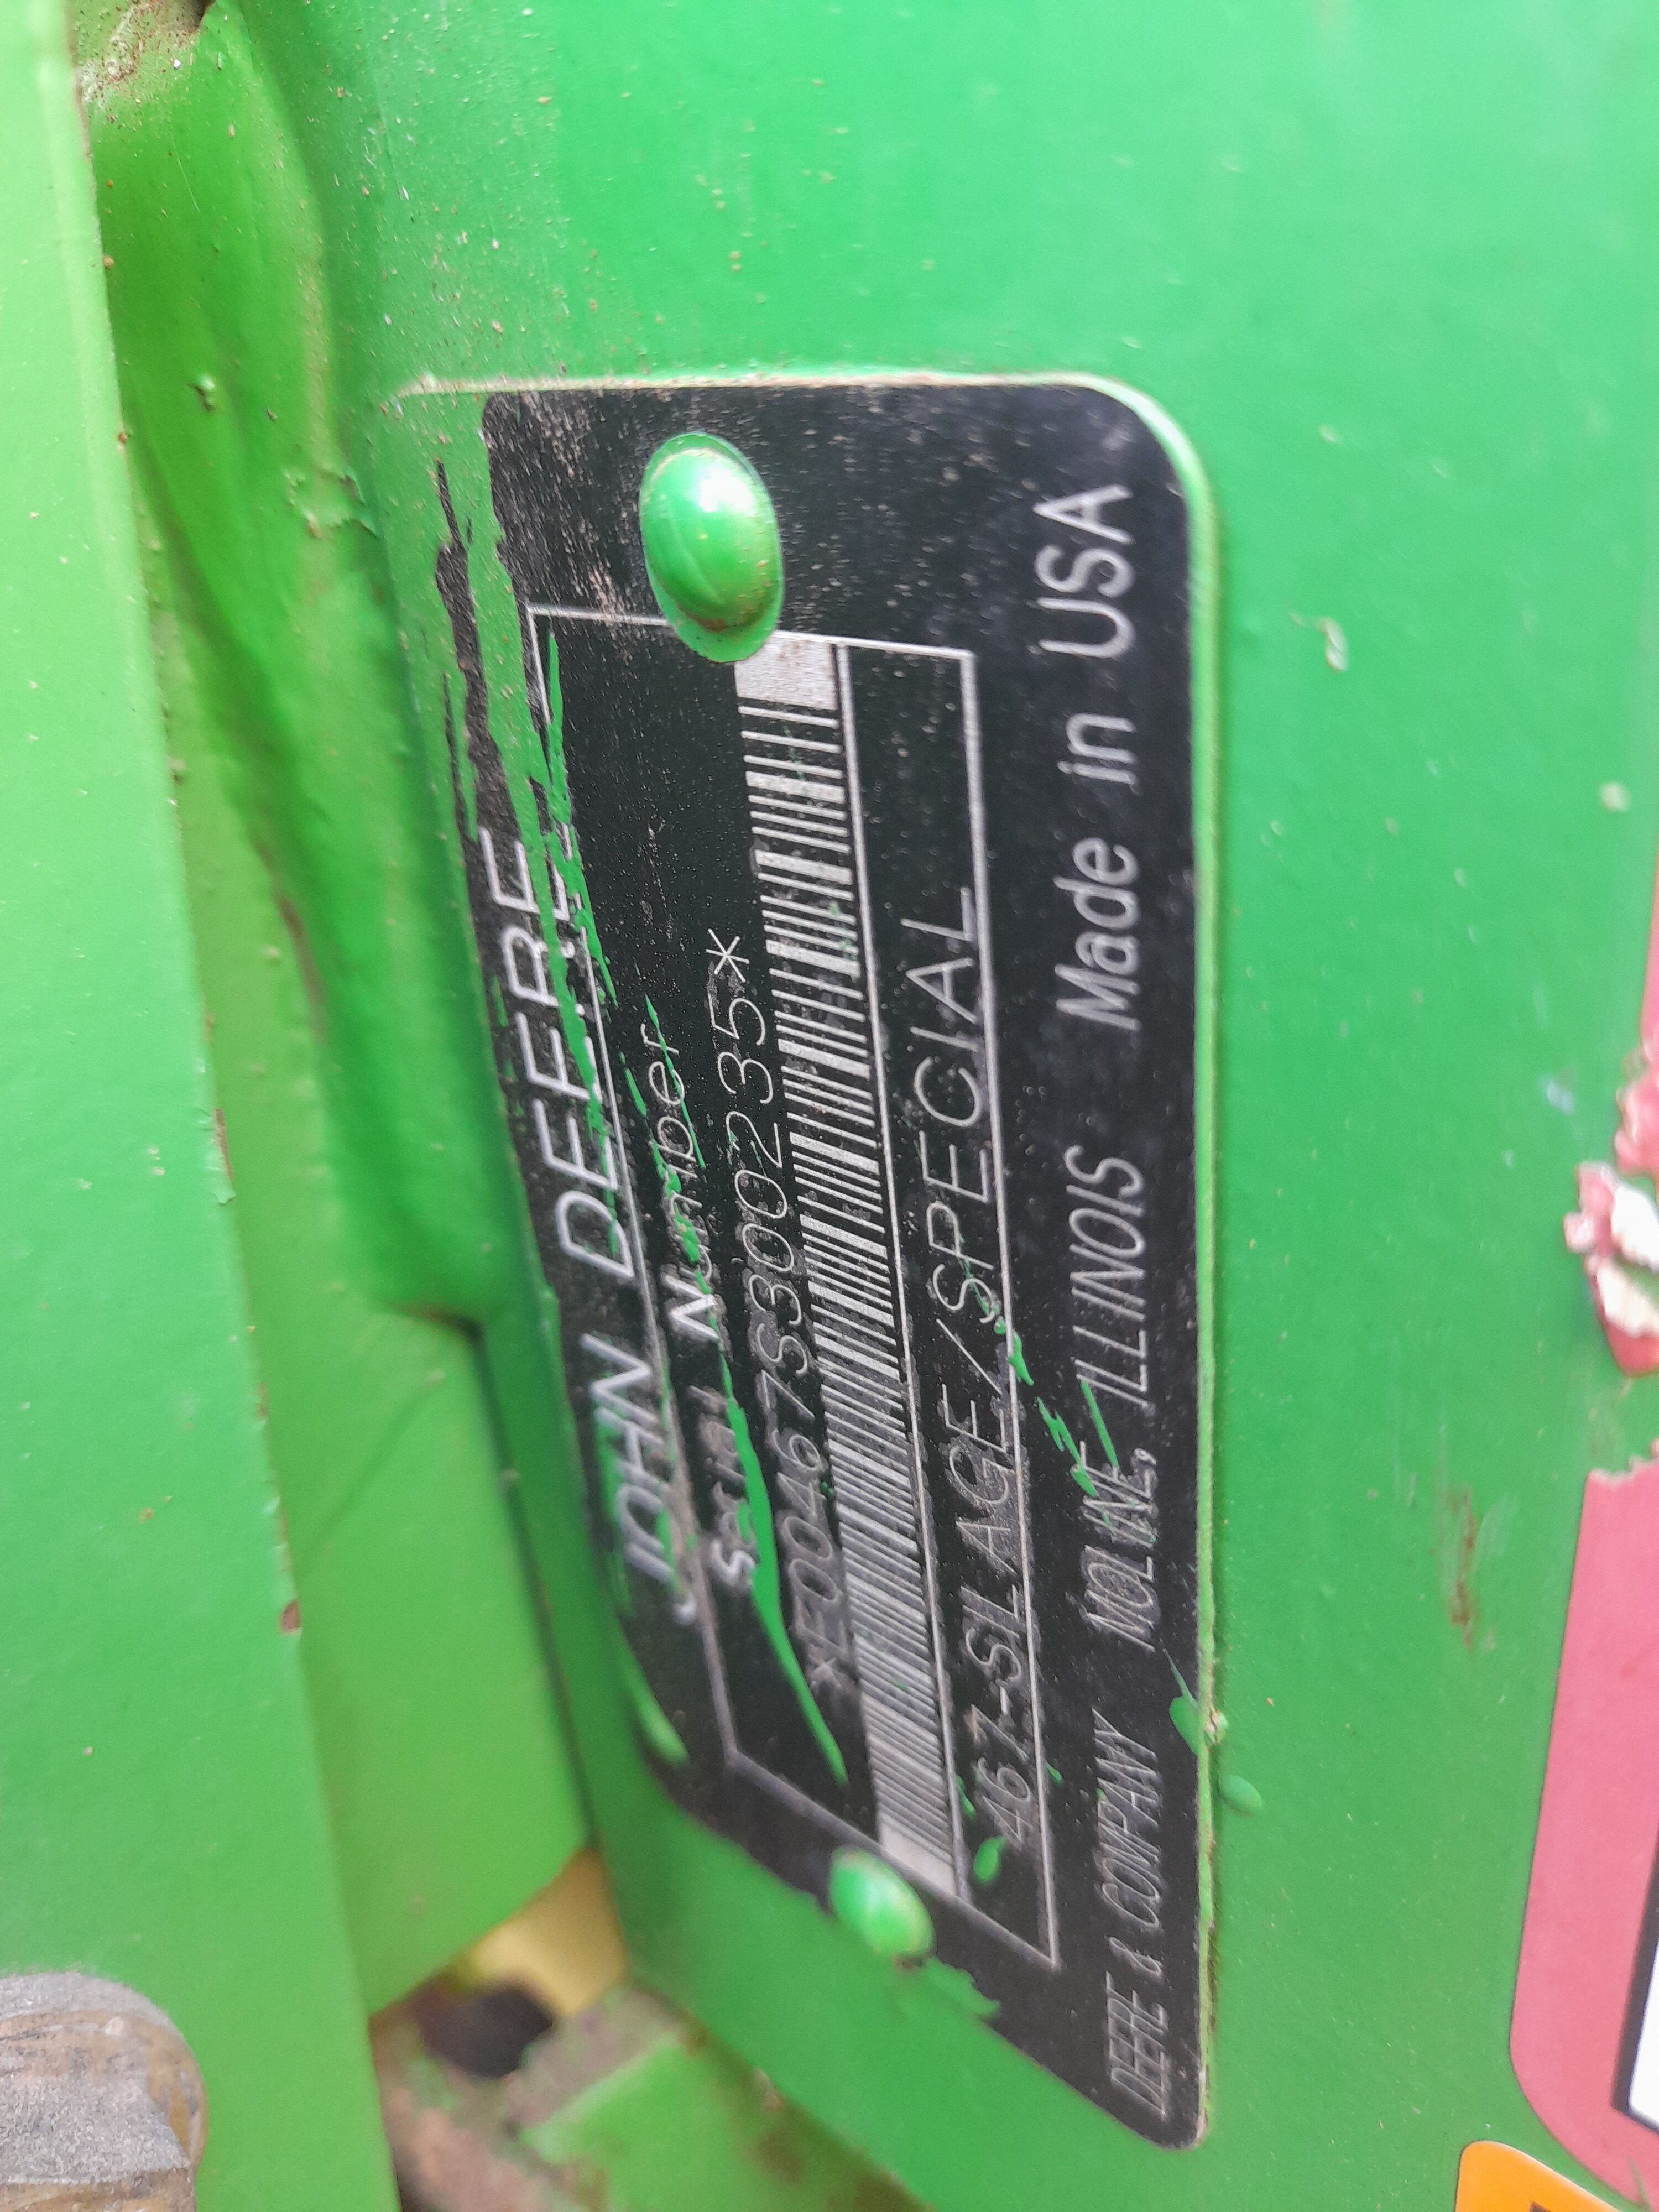 JOHN DEERE
Serial Number
*E00467S300235*
467-SILAGE/SPECIAL
DEERE & COMPANY MOLINE, ILLINOIS Made in USA